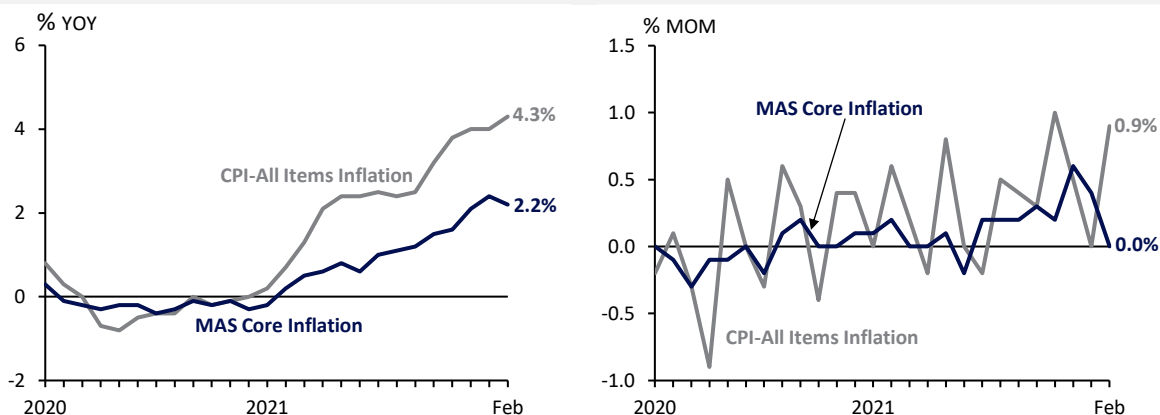 % YOY
6
4
2
0
-2
4.3%
CPI-All Items Inflation
2.2%
MAS Core Inflation
2020
2021
Feb
% MOM
1.5
1.0
0.5
0.0
-0.5
-1.0
MAS Core Inflation
0.9%
0.0%
CPI-All Items Inflation
2020
2021
Feb